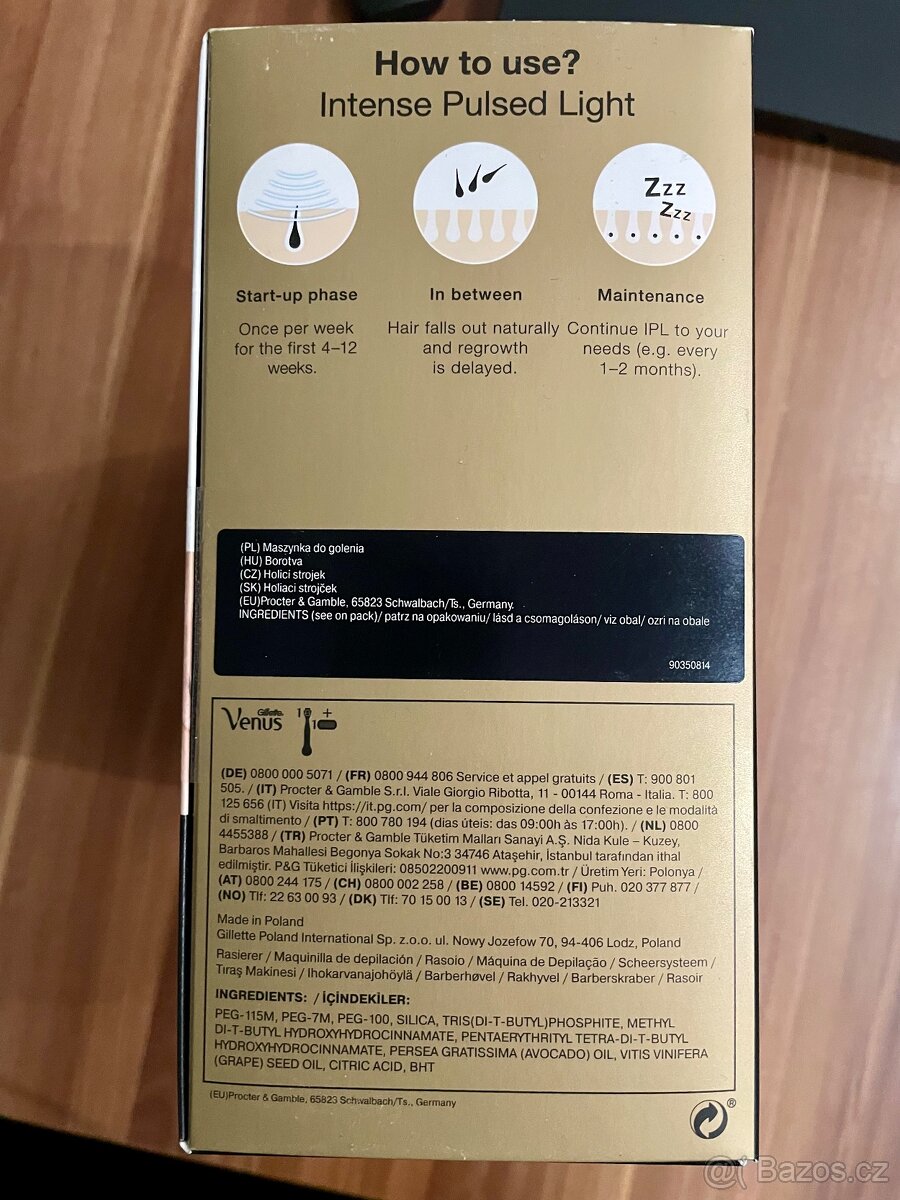 How to use?
Intense Pulsed Light
Zzz
Zzz
Start-up phase
Once per week
for the first 4–12
weeks.
In between
Hair falls out naturally
and regrowth
is delayed.
Maintenance
Continue IPL to your
needs (e.g. every
1–2 months).
(PL) Maszynka do golenia
(HU) Borotva
(CZ) Holicí strojek
(SK) Holiaci strojček
(EU)Procter & Gamble, 65823 Schwalbach/Ts., Germany.
INGREDIENTS (see on pack)/ patrz na opakowaniu/ lásd a csomagoláson/ viz obal/ ozri na obale
90350814
Gillette
Venus 1 + 1
(DE) 0800 000 5071 / (FR) 0800 944 806 Service et appel gratuits / (ES) T: 900 801
505. / (IT) Procter & Gamble S.r.l. Viale Giorgio Ribotta, 11 - 00144 Roma - Italia. T: 800
125 656 (IT) Visita https://it.pg.com/ per la composizione della confezione e le modalità
di smaltimento / (PT) T: 800 780 194 (dias úteis: das 09:00h às 17:00h). / (NL) 0800
4455388 / (TR) Procter & Gamble Tüketim Malları Sanayi A.Ş. Nida Kule – Kuzey,
Barbaros Mahallesi Begonya Sokak No:3 34746 Ataşehir, İstanbul tarafından ithal
edilmiştir. P&G Tüketici İlişkileri: 08502200911 www.pg.com.tr / Üretim Yeri: Polonya /
(AT) 0800 244 175 / (CH) 0800 002 258 / (BE) 0800 14592 / (FI) Puh. 020 377 877 /
(NO) Tlf: 22 63 00 93 / (DK) Tlf: 70 15 00 13 / (SE) Tel. 020-213321
Made in Poland
Gillette Poland International Sp. z.o.o. ul. Nowy Jozefow 70, 94-406 Lodz, Poland
Rasierer / Maquinilla de depilación / Rasoio / Máquina de Depilação / Scheersysteem /
Tıraş Makinesi / Ihokarvanajohöylä / Barberhøvel / Rakhyvel / Barberskraber / Rasoir
INGREDIENTS: / İÇİNDEKİLER:
PEG-115M, PEG-7M, PEG-100, SILICA, TRIS(DI-T-BUTYL)PHOSPHITE, METHYL
DI-T-BUTYL HYDROXYHYDROCINNAMATE, PENTAERYTHRITYL TETRA-DI-T-BUTYL
HYDROXYHYDROCINNAMATE, PERSEA GRATISSIMA (AVOCADO) OIL, VITIS VINIFERA
(GRAPE) SEED OIL, CITRIC ACID, BHT
(EU)Procter & Gamble, 65823 Schwalbach/Ts., Germany
®
Bazos.cz